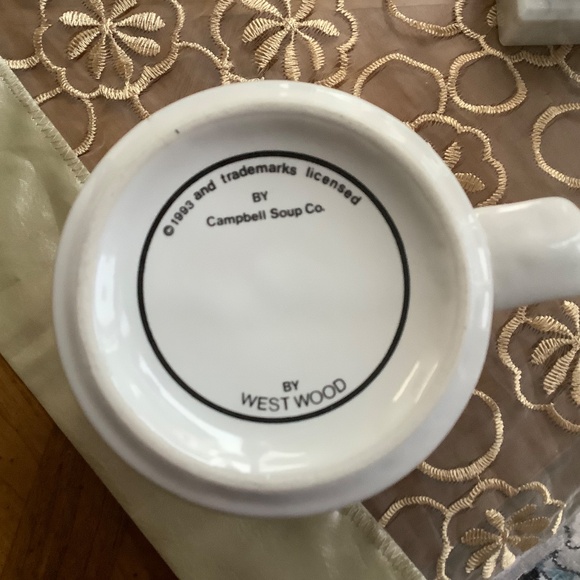 ©1993 and trademarks licensed
BY
Campbell Soup Co.
BY
WEST WOOD